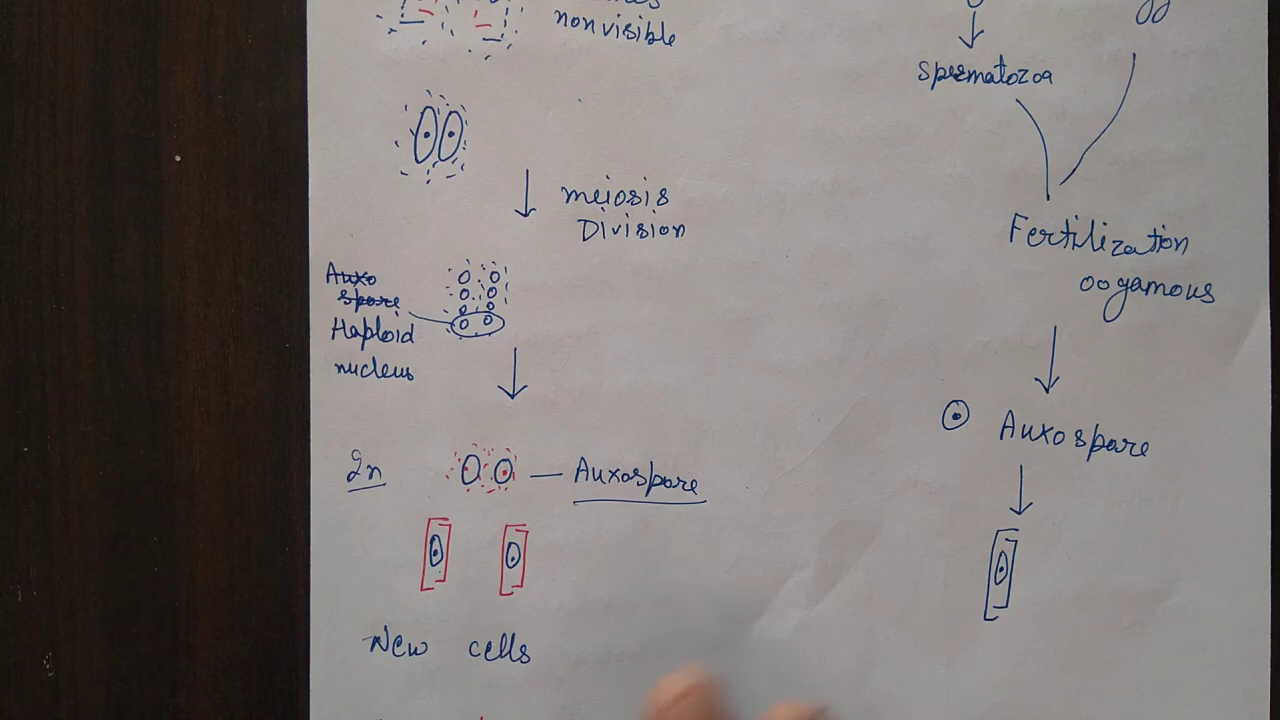 nonvisible
meiosis
Division
Auxo
spore
Haploid
nucleus
2n
Auxospore
New cells
Spermatozoa
Fertilization
oogamous
Auxospore